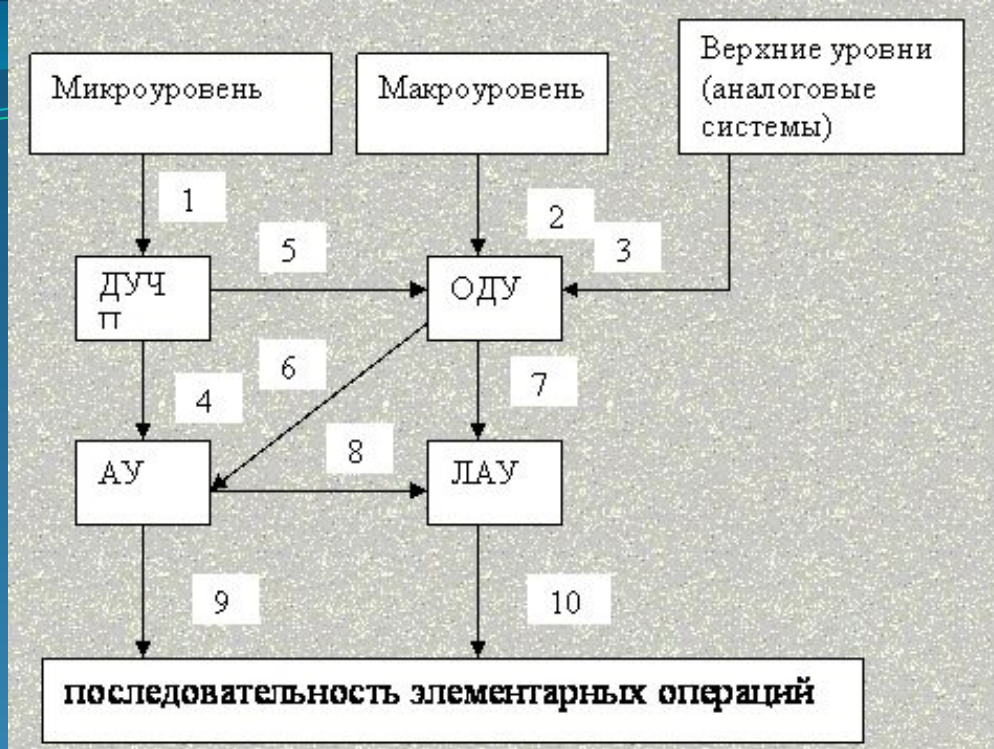 Микроуровень
Макроуровень
Верхние уровни
(аналоговые
системы)
1
2
3
5
ДУЧ
П
ОДУ
6
7
4
8
АУ
ЛАУ
9
10
последовательность элементарных операций